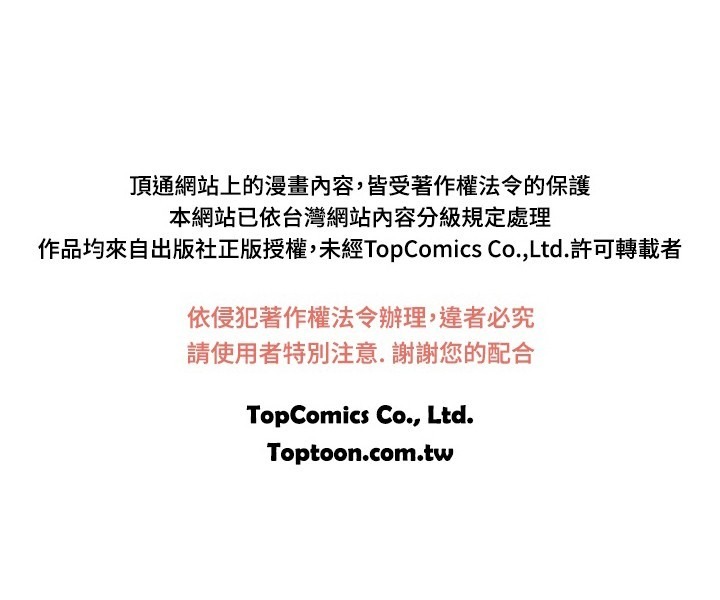 頂通網站上的漫畫內容，皆受著作權法令的保護
本網站已依台灣網站內容分級規定處理
作品均來自出版社正版授權，未經TopComics Co.,Ltd.許可轉載者
依侵犯著作權法令辦理，違者必究
請使用者特別注意. 謝謝您的配合
TopComics Co., Ltd.
Toptoon.com.tw